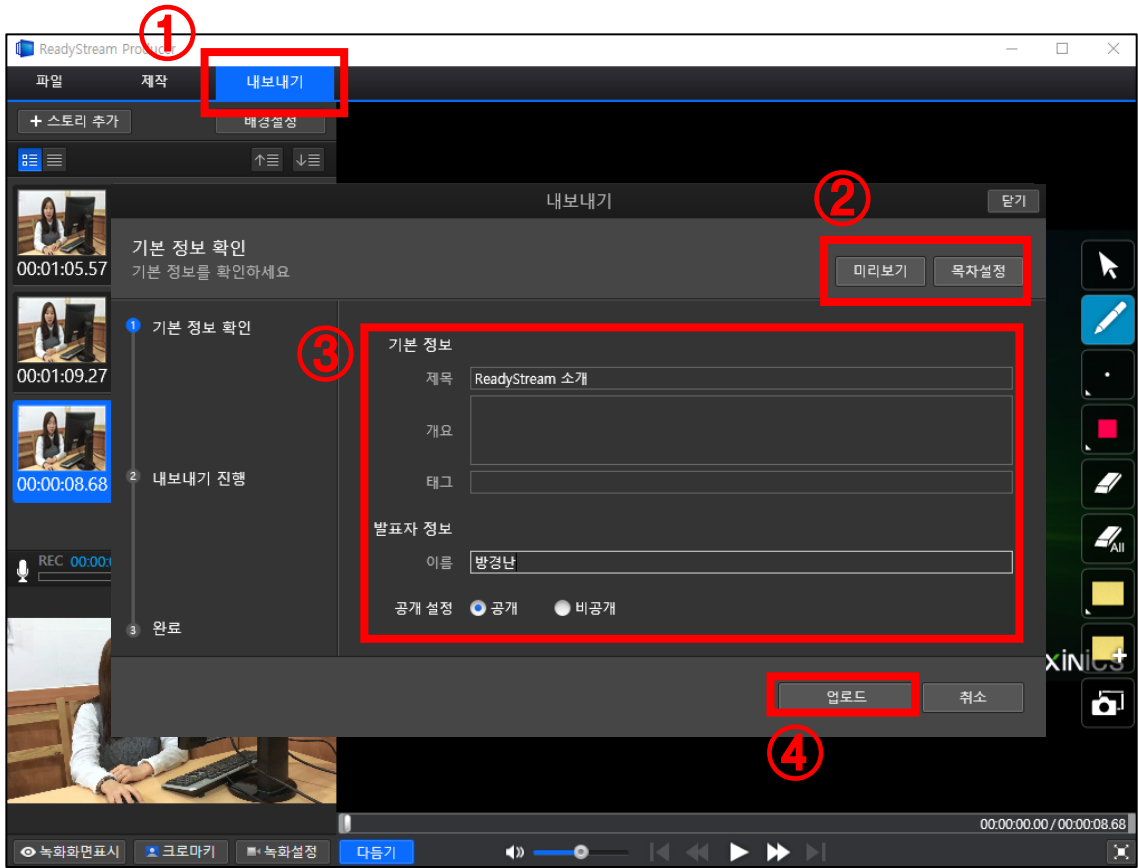 ①
ReadyStream Producer
파일 제작 내보내기
+ 스토리 추가 배경설정
내보내기 ② 닫기
기본 정보 확인
기본 정보를 확인하세요
미리보기 목차설정
00:01:05.57
1 기본 정보 확인
③
기본 정보
00:01:09.27
제목 ReadyStream 소개
개요
00:00:08.68
2 내보내기 진행
태그
발표자 정보
REC 00:00:0
이름 방경난
공개 설정 공개 비공개
3 완료
All
업로드 취소
④
00:00:00.00 / 00:00:08.68
녹화화면표시 크로마키 녹화설정 다듬기